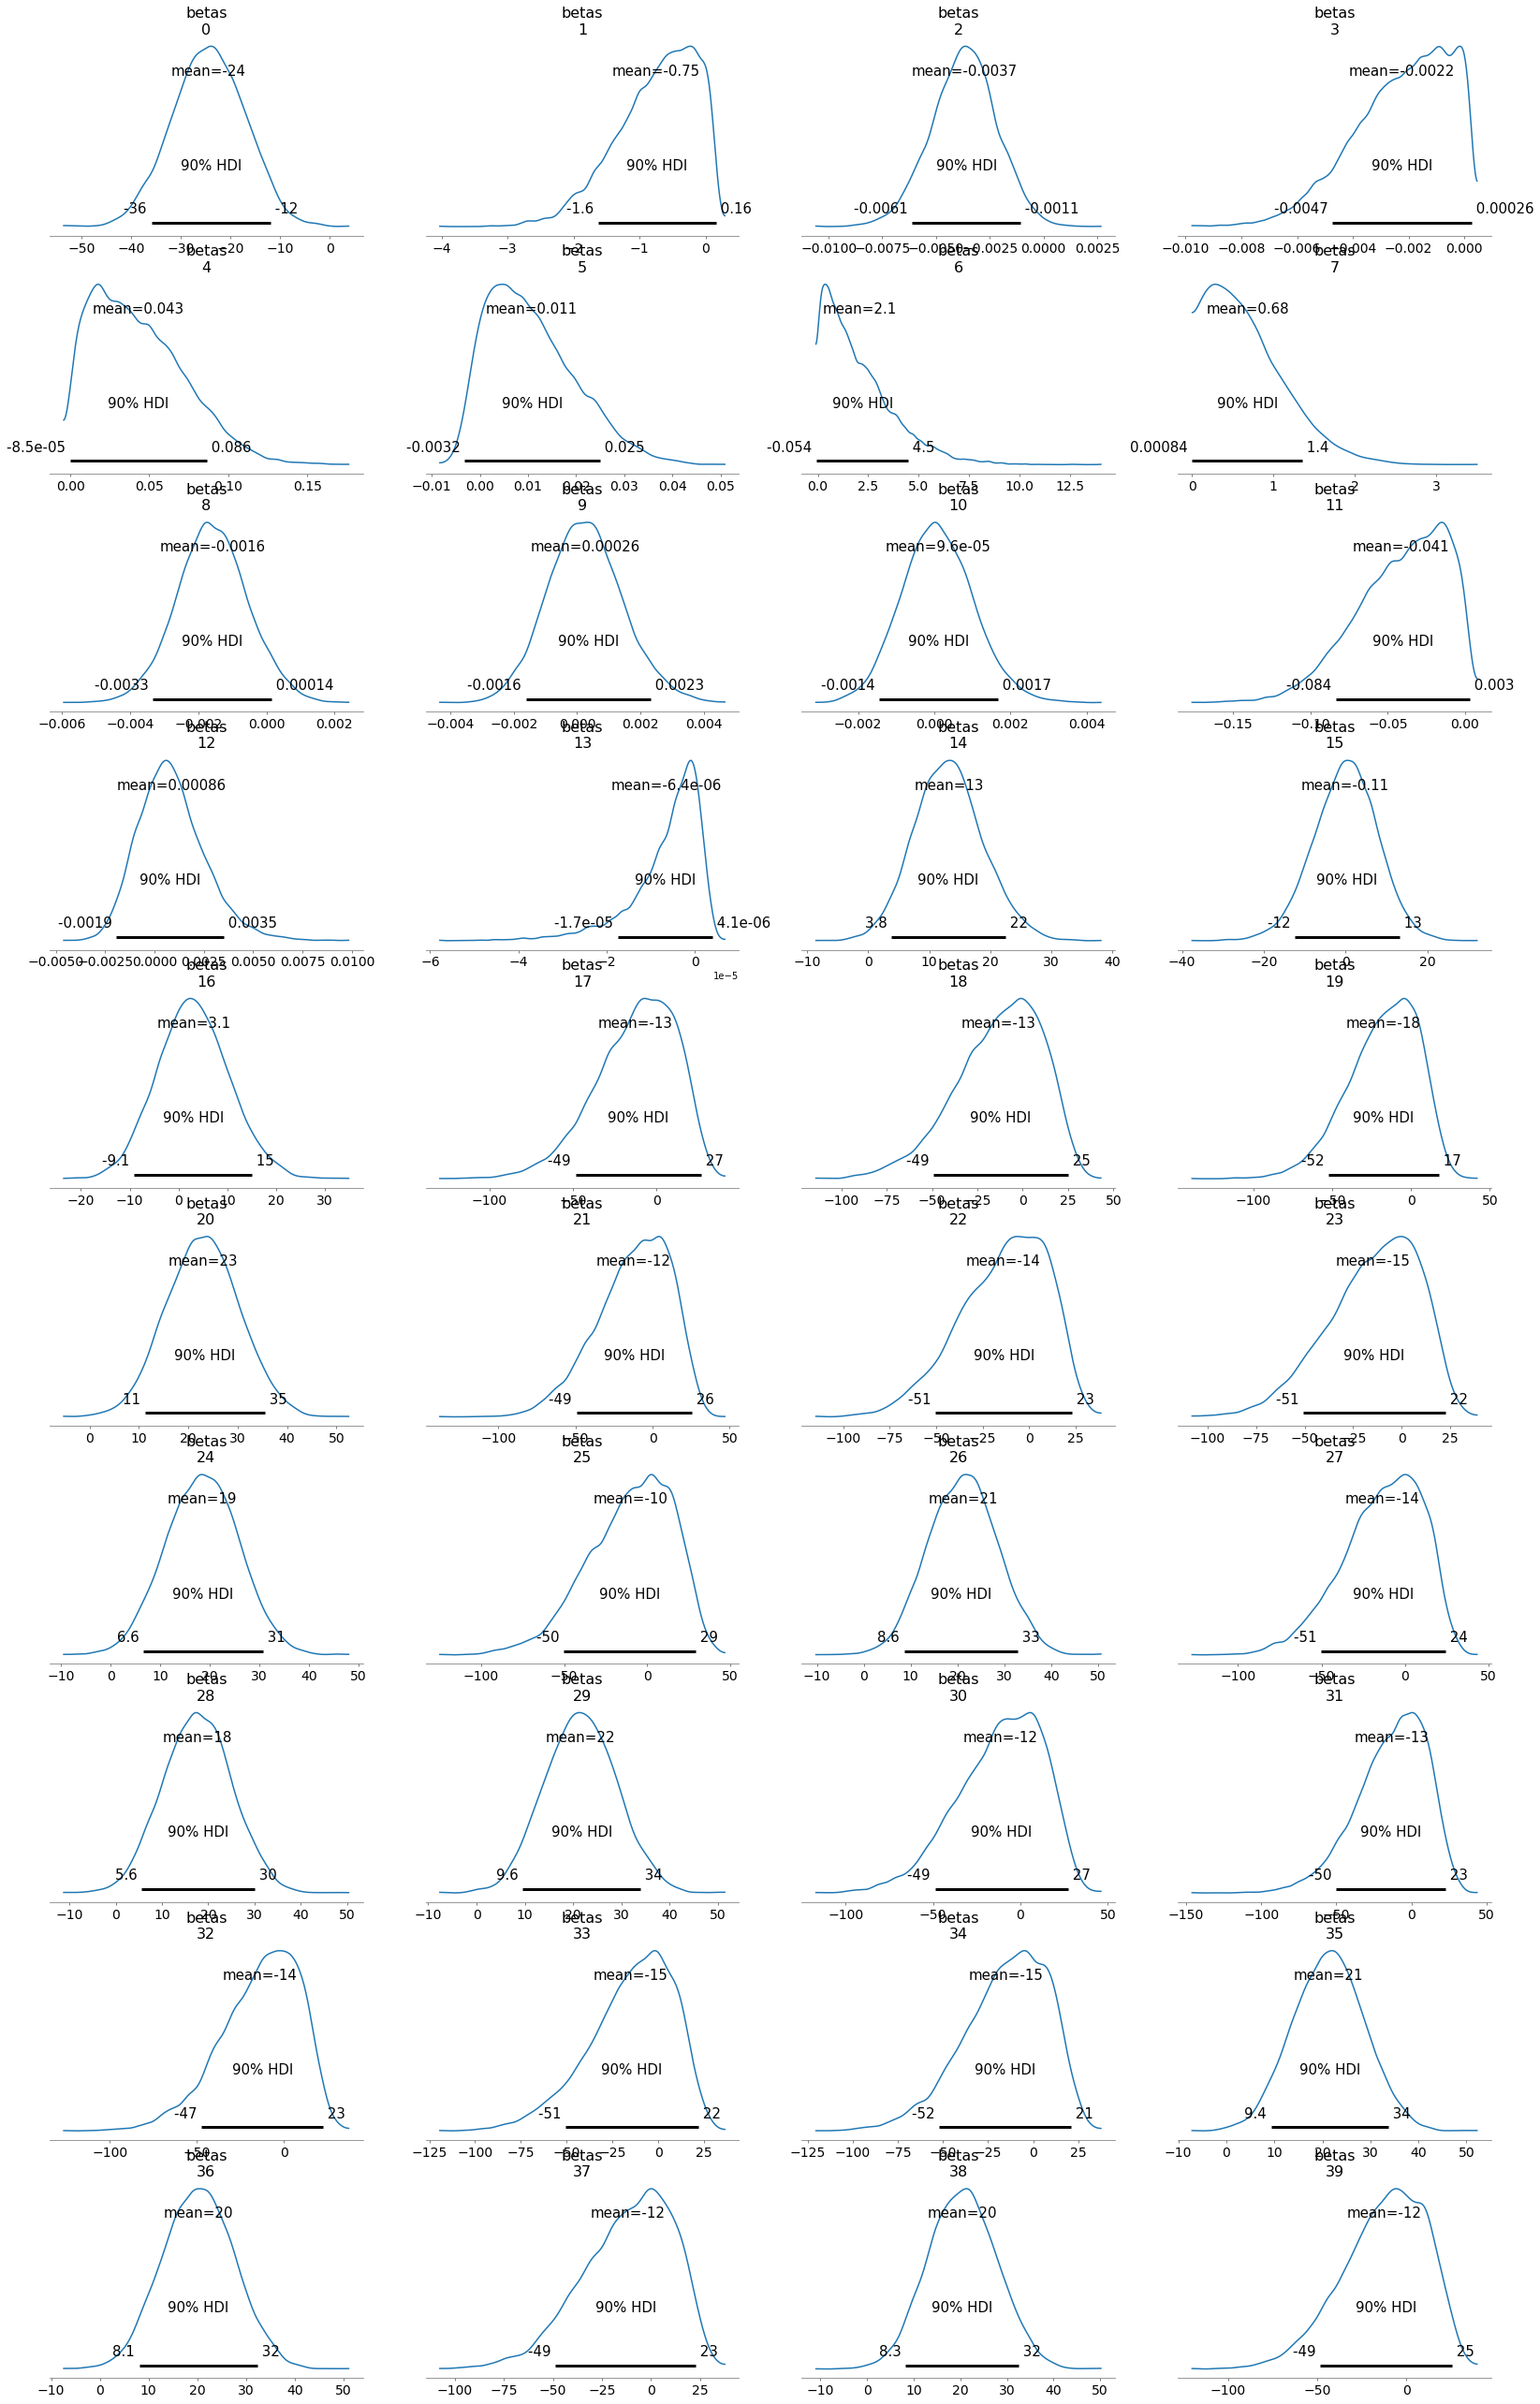 betas
0
betas
1
betas
2
betas
3
mean=-24
mean=-0.75
mean=-0.0037
mean=-0.0022
90% HDI
90% HDI
90% HDI
90% HDI
-36
-12
-1.6
0.16
-0.0061
-0.0011
-0.0047
0.00026
−50 −40 −30 −20 −10 0
−4 −3 −2 −1 0
−0.0100 −0.0075 −0.0050 −0.0025 0.0000 0.0025
−0.010 −0.008 −0.006 −0.004 −0.002 0.000
betas
4
betas
5
betas
6
betas
7
mean=0.043
mean=0.011
mean=2.1
mean=0.68
90% HDI
90% HDI
90% HDI
90% HDI
-8.5e-05
0.086
-0.0032
0.025
-0.054
4.5
0.00084
1.4
0.00 0.05 0.10 0.15
−0.01 0.00 0.01 0.02 0.03 0.04 0.05
0.0 2.5 5.0 7.5 10.0 12.5
0 1 2 3
betas
8
betas
9
betas
10
betas
11
mean=-0.0016
mean=0.00026
mean=9.6e-05
mean=-0.041
90% HDI
90% HDI
90% HDI
90% HDI
-0.0033
0.00014
-0.0016
0.0023
-0.0014
0.0017
-0.084
0.003
−0.006 −0.004 −0.002 0.000 0.002
−0.004 −0.002 0.000 0.002 0.004
−0.002 0.000 0.002 0.004
−0.15 −0.10 −0.05 0.00
betas
12
betas
13
betas
14
betas
15
mean=0.00086
mean=-6.4e-06
mean=13
mean=-0.11
90% HDI
90% HDI
90% HDI
90% HDI
-0.0019
0.0035
-1.7e-05
4.1e-06
3.8
22
-12
13
−0.0050 −0.0025 0.0000 0.0025 0.0050 0.0075 0.0100
−6 −4 −2 0
1e−5
−10 0 10 20 30 40
−40 −20 0 20
betas
16
betas
17
betas
18
betas
19
mean=3.1
mean=-13
mean=-13
mean=-18
90% HDI
90% HDI
90% HDI
90% HDI
-9.1
15
-49
27
-49
25
-52
17
−20 −10 0 10 20 30
−100 −50 0
−100 −75 −50 −25 0 25 50
−100 −50 0 50
betas
20
betas
21
betas
22
betas
23
mean=23
mean=-12
mean=-14
mean=-15
90% HDI
90% HDI
90% HDI
90% HDI
11
35
-49
26
-51
23
-51
22
0 10 20 30 40 50
−100 −50 0 50
−100 −75 −50 −25 0 25
−100 −75 −50 −25 0 25
betas
24
betas
25
betas
26
betas
27
mean=19
mean=-10
mean=21
mean=-14
90% HDI
90% HDI
90% HDI
90% HDI
6.6
31
-50
29
8.6
33
-51
24
−10 0 10 20 30 40 50
−100 −50 0 50
−10 0 10 20 30 40 50
−100 −50 0 50
betas
28
betas
29
betas
30
betas
31
mean=18
mean=22
mean=-12
mean=-13
90% HDI
90% HDI
90% HDI
90% HDI
5.6
30
9.6
34
-49
27
-50
23
−10 0 10 20 30 40 50
−10 0 10 20 30 40 50
−100 −50 0 50
−150 −100 −50 0 50
betas
32
betas
33
betas
34
betas
35
mean=-14
mean=-15
mean=-15
mean=21
90% HDI
90% HDI
90% HDI
90% HDI
-47
23
-51
22
-52
21
9.4
34
−100 −50 0
−125 −100 −75 −50 −25 0 25
−125 −100 −75 −50 −25 0 25
−10 0 10 20 30 40 50
betas
36
betas
37
betas
38
betas
39
mean=20
mean=-12
mean=20
mean=-12
90% HDI
90% HDI
90% HDI
90% HDI
8.1
32
-49
23
8.3
32
-49
25
−10 0 10 20 30 40 50
−100 −75 −50 −25 0 25
−10 0 10 20 30 40 50
−100 −50 0